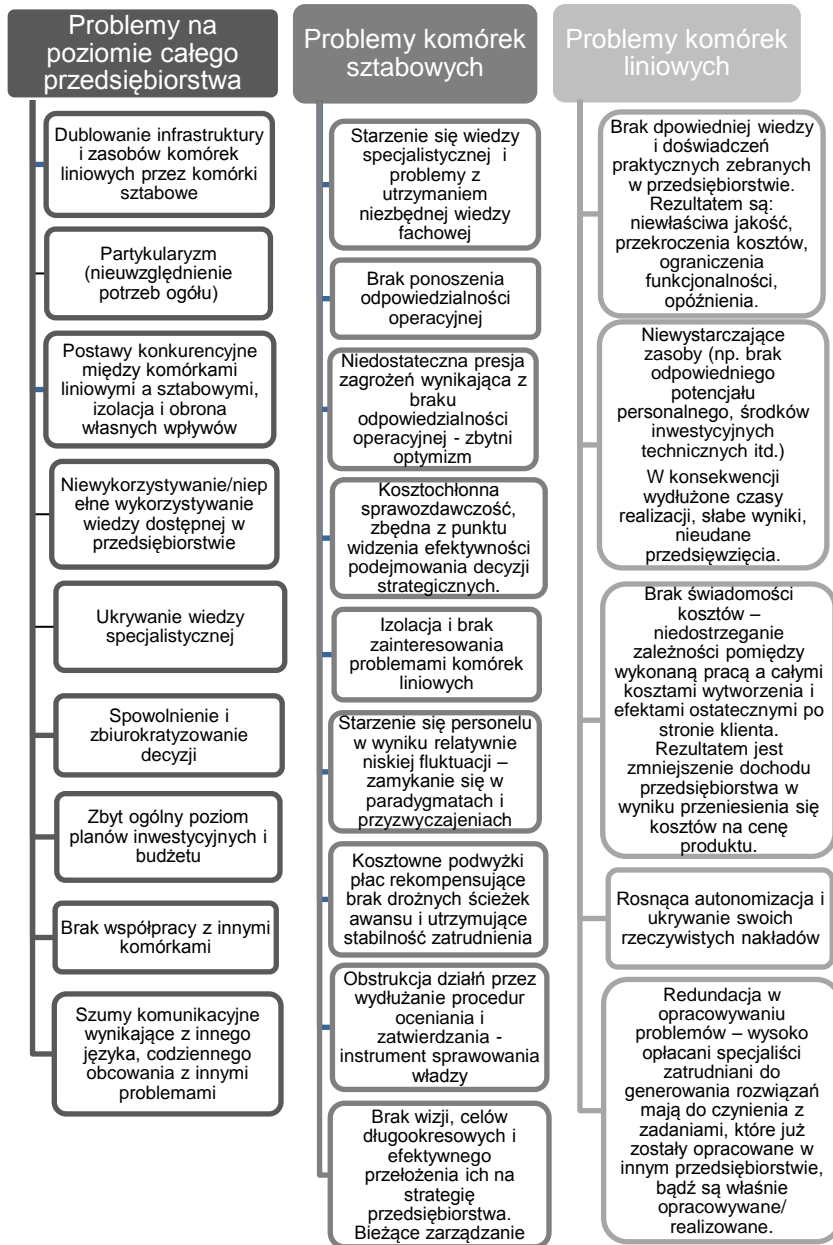 Problemy na
poziomie całego
przedsiębiorstwa
Dublowanie infrastruktury
i zasobów komórek
liniowych przez komórki
sztabowe
Partykularyzm
(nieuwzględnienie
potrzeb ogółu)
Postawy konkurencyjne
między komórkami
liniowymi a sztabowymi,
izolacja i obrona
własnych wpływów
Niewykorzystywanie/niep
ełne wykorzystywanie
wiedzy dostępnej w
przedsiębiorstwie
Ukrywanie wiedzy
specjalistycznej
Spowolnienie i
zbiurokratyzowanie
decyzji
Zbyt ogólny poziom
planów inwestycyjnych i
budżetu
Brak współpracy z innymi
komórkami
Szumy komunikacyjne
wynikające z innego
języka, codziennego
obcowania z innymi
problemami
Problemy komórek
sztabowych
Starzenie się wiedzy
specjalistycznej i
problemy z
utrzymaniem
niezbędnej wiedzy
fachowej
Brak ponoszenia
odpowiedzialności
operacyjnej
Niedostateczna presja
zagrożeń wynikająca z
braku
odpowiedzialności
operacyjnej - zbytni
optymizm
Kosztochłonna
sprawozdawczość,
zbędna z punktu
widzenia efektywności
podejmowania decyzji
strategicznych.
Izolacja i brak
zainteresowania
problemami komórek
liniowych
Starzenie się personelu
w wyniku relatywnie
niskiej fluktuacji –
zamykanie się w
paradygmatach i
przyzwyczajeniach
Kosztowne podwyżki
płac rekompensujące
brak drożnych ścieżek
awansu i utrzymujące
stabilność zatrudnienia
Obstrukcja działń przez
wydłużanie procedur
oceniania i
zatwierdzania -
instrument sprawowania
władzy
Brak wizji, celów
długookresowych i
efektywnego
przełożenia ich na
strategię
przedsiębiorstwa.
Bieżące zarządzanie
Problemy komórek
liniowych
Brak dpowiedniej wiedzy
i doświadczeń
praktycznych zebranych
w przedsiębiorstwie.
Rezultatem są:
niewłaściwa jakość,
przekroczenia kosztów,
ograniczenia
funkcjonalności,
opóźnienia.
Niewystarczające
zasoby (np. brak
odpowiedniego
potencjału
personalnego, środków
inwestycyjnych
technicznych itd.)
W konsekwencji
wydłużone czasy
realizacji, słabe wyniki,
nieudane
przedsięwzięcia.
Brak świadomości
kosztów –
niedostrzeganie
zależności pomiędzy
wykonaną pracą a całymi
kosztami wytworzenia i
efektami ostatecznymi po
stronie klienta.
Rezultatem jest
zmniejszenie dochodu
przedsiębiorstwa w
wyniku przeniesienia się
kosztów na cenę
produktu.
Rosnąca autonomizacja i
ukrywanie swoich
rzeczywistych nakładów
Redundacja w
opracowywaniu
problemów – wysoko
opłacani specjaliści
zatrudniani do
generowania rozwiązań
mają do czynienia z
zadaniami, które już
zostały opracowane w
innym przedsiębiorstwie,
bądź są właśnie
opracowywane/
realizowane.